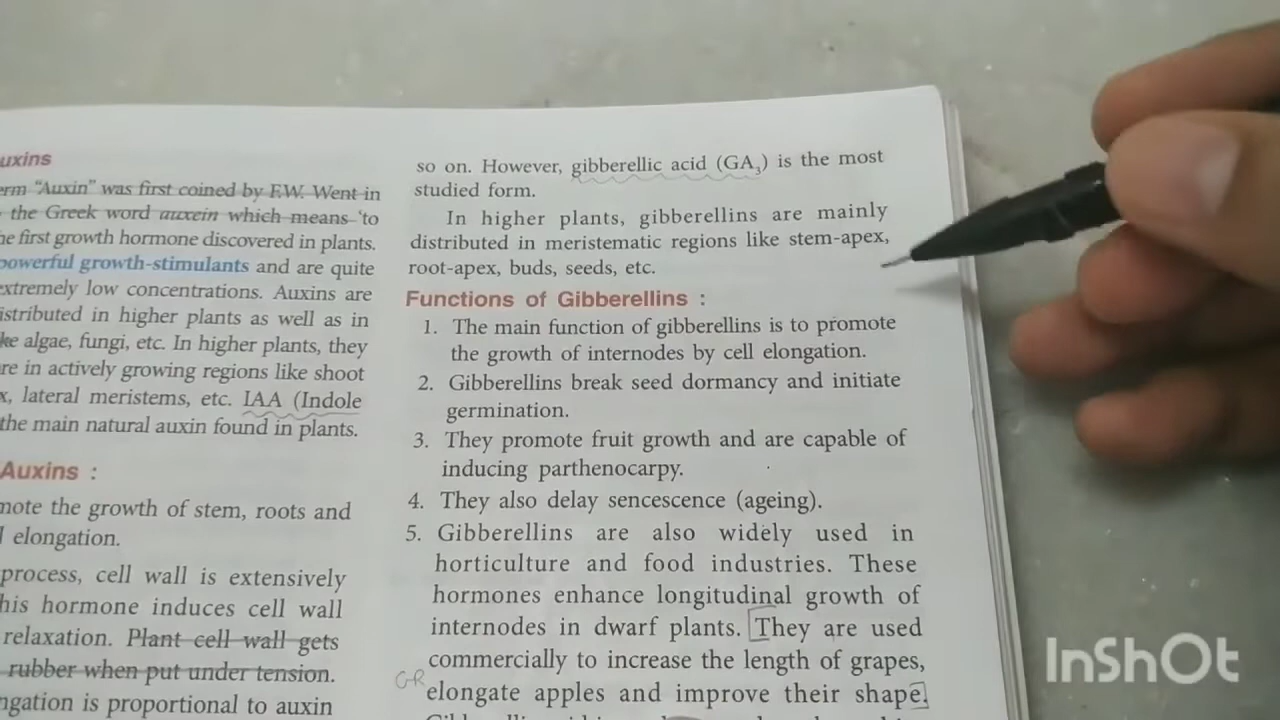 uxins
erm "Auxin" was first coined by F.W. Went in
the Greek word auxein which means 'to
he first growth hormone discovered in plants.
powerful growth-stimulants and are quite
extremely low concentrations. Auxins are
istributed in higher plants as well as in
ke algae, fungi, etc. In higher plants, they
are in actively growing regions like shoot
x, lateral meristems, etc. IAA (Indole
the main natural auxin found in plants.
Auxins :
mote the growth of stem, roots and
l elongation.
process, cell wall is extensively
his hormone induces cell wall
relaxation. Plant cell wall gets
rubber when put under tension.
ngation is proportional to auxin
so on. However, gibberellic acid (GA₃) is the most
studied form.
In higher plants, gibberellins are mainly
distributed in meristematic regions like stem-apex,
root-apex, buds, seeds, etc.
Functions of Gibberellins :
1. The main function of gibberellins is to promote
the growth of internodes by cell elongation.
2. Gibberellins break seed dormancy and initiate
germination.
3. They promote fruit growth and are capable of
inducing parthenocarpy.
4. They also delay sencescence (ageing).
5. Gibberellins are also widely used in
horticulture and food industries. These
hormones enhance longitudinal growth of
internodes in dwarf plants. They are used
commercially to increase the length of grapes,
GR
elongate apples and improve their shape.
InShOt